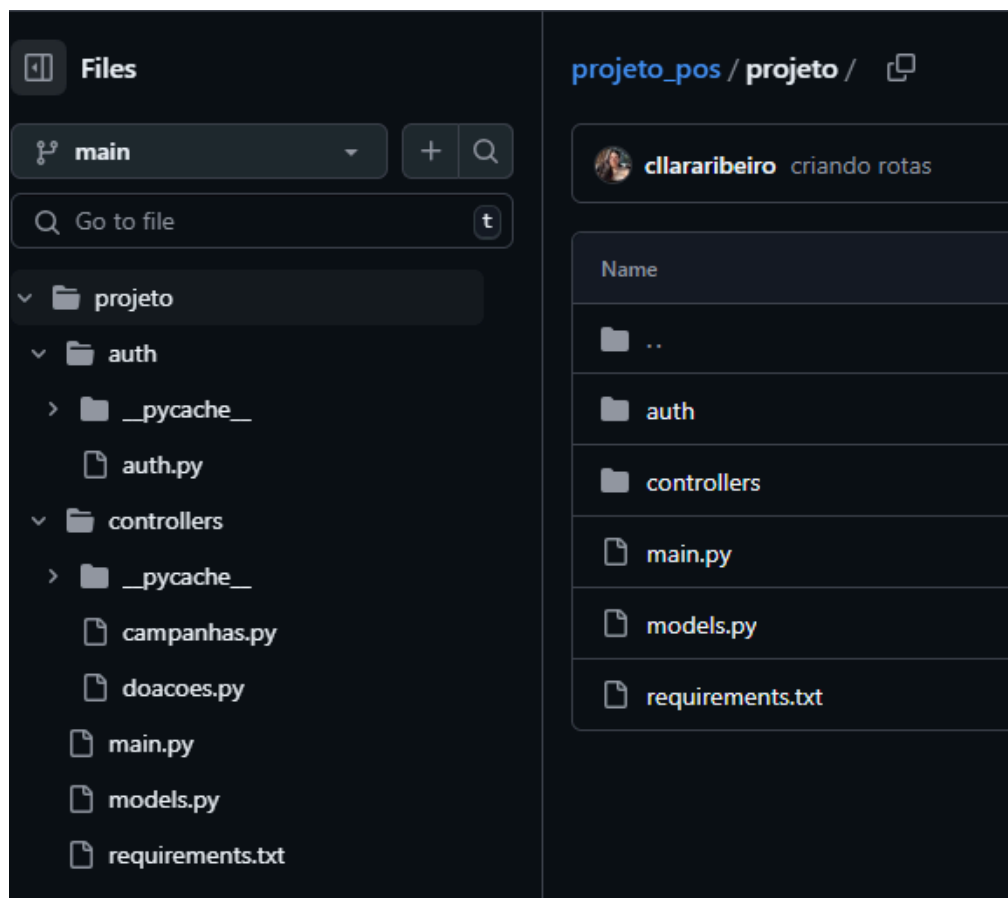 Files
main
Go to file
t
projeto
auth
__pycache__
auth.py
controllers
__pycache__
campanhas.py
doacoes.py
main.py
models.py
requirements.txt
projeto_pos / projeto /
cllararibeiro criando rotas
Name
..
auth
controllers
main.py
models.py
requirements.txt